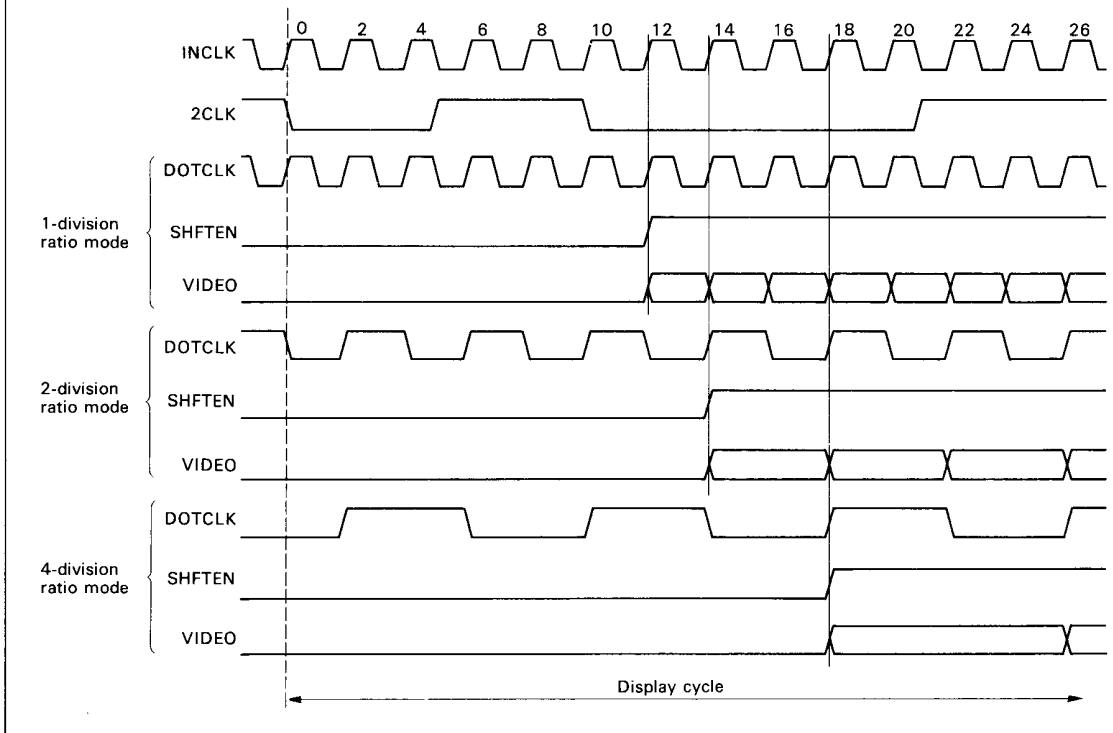 0 2 4 6 8 10 12 14 16 18 20 22 24 26
INCLK
2CLK
1-division
ratio mode
DOTCLK
SHFTEN
VIDEO
2-division
ratio mode
DOTCLK
SHFTEN
VIDEO
4-division
ratio mode
DOTCLK
SHFTEN
VIDEO
Display cycle